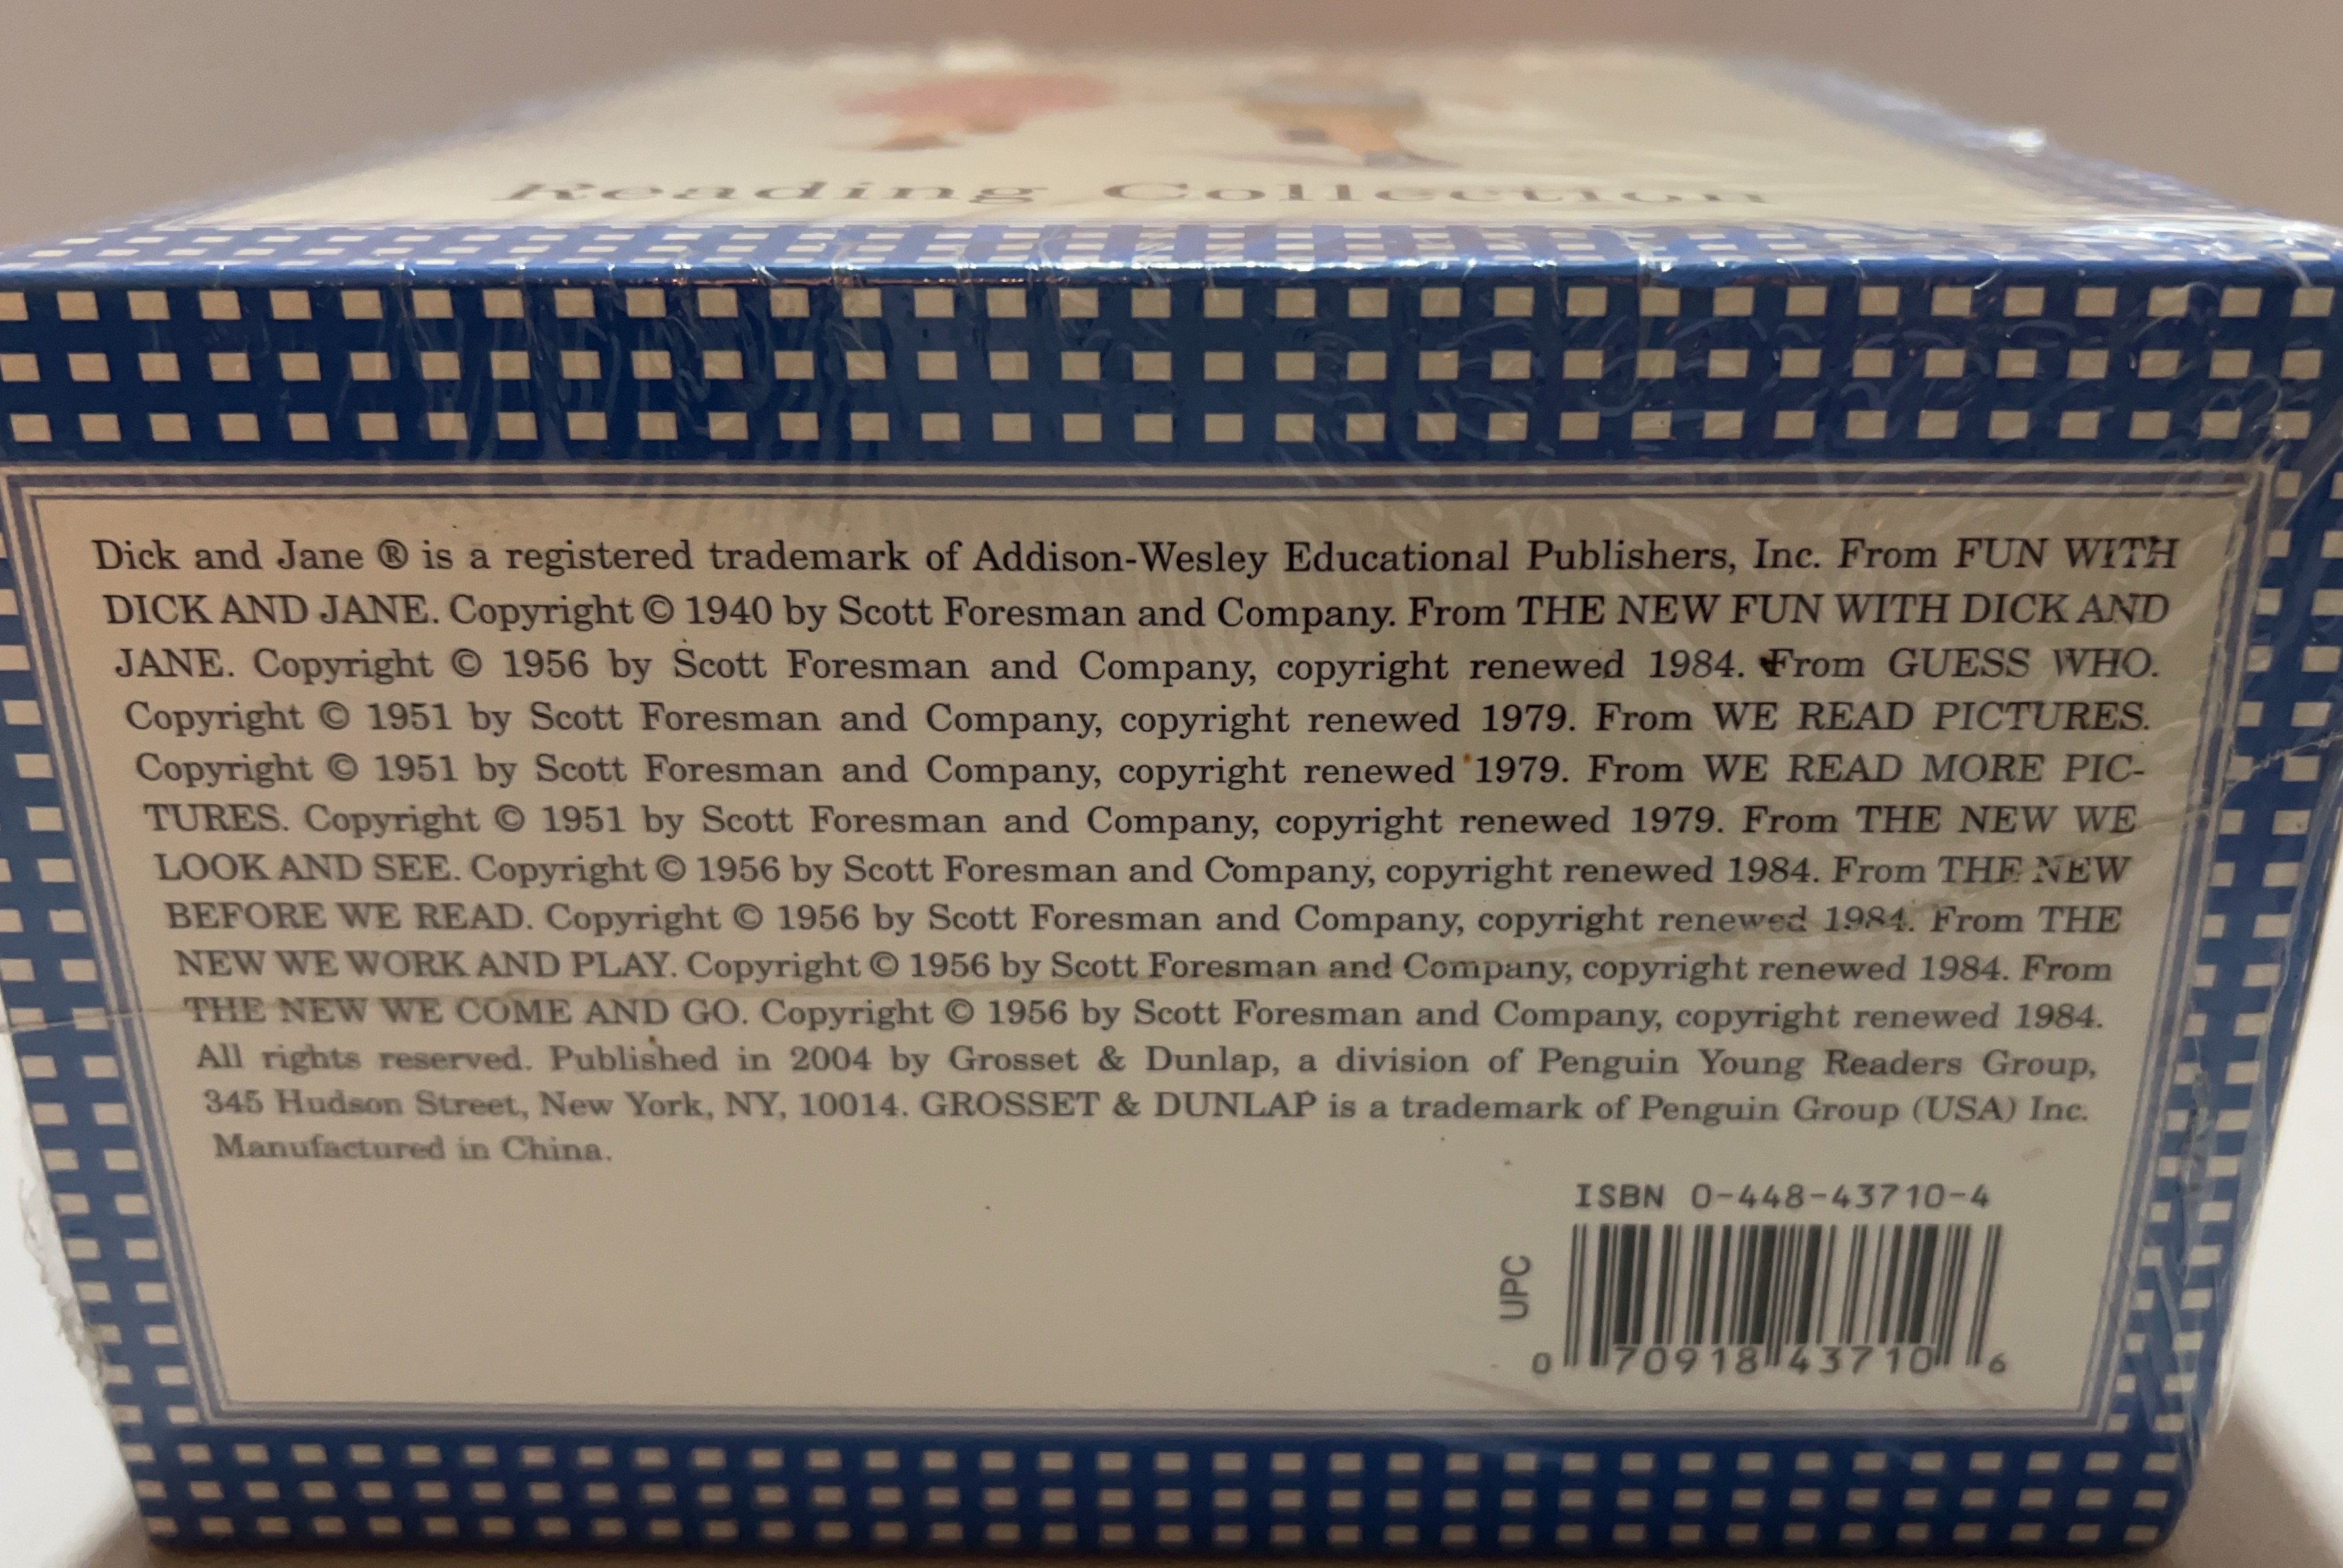 Reading Collection
Dick and Jane ® is a registered trademark of Addison-Wesley Educational Publishers, Inc. From FUN WITH
DICK AND JANE. Copyright © 1940 by Scott Foresman and Company. From THE NEW FUN WITH DICK AND
JANE. Copyright © 1956 by Scott Foresman and Company, copyright renewed 1984. From GUESS WHO.
Copyright © 1951 by Scott Foresman and Company, copyright renewed 1979. From WE READ PICTURES.
Copyright © 1951 by Scott Foresman and Company, copyright renewed 1979. From WE READ MORE PIC-
TURES. Copyright © 1951 by Scott Foresman and Company, copyright renewed 1979. From THE NEW WE
LOOK AND SEE. Copyright © 1956 by Scott Foresman and Company, copyright renewed 1984. From THE NEW
BEFORE WE READ. Copyright © 1956 by Scott Foresman and Company, copyright renewed 1984. From THE
NEW WE WORK AND PLAY. Copyright © 1956 by Scott Foresman and Company, copyright renewed 1984. From
THE NEW WE COME AND GO. Copyright © 1956 by Scott Foresman and Company, copyright renewed 1984.
All rights reserved. Published in 2004 by Grosset & Dunlap, a division of Penguin Young Readers Group,
345 Hudson Street, New York, NY, 10014. GROSSET & DUNLAP is a trademark of Penguin Group (USA) Inc.
Manufactured in China.
ISBN 0-448-43710-4
UPC
0 70918 43710 6